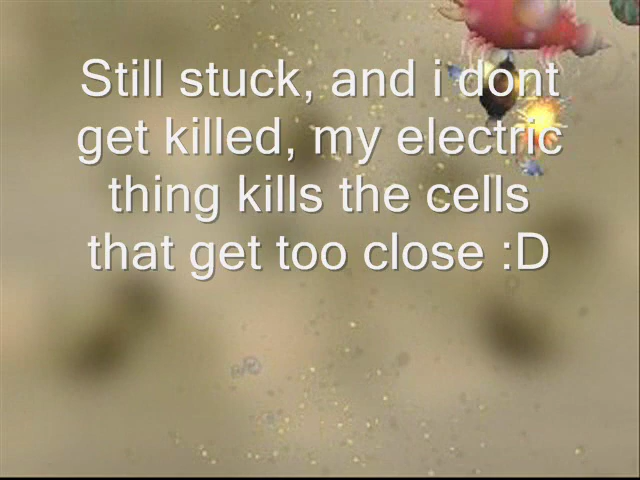 Still stuck, and i dont
get killed, my electric
thing kills the cells
that get too close :D